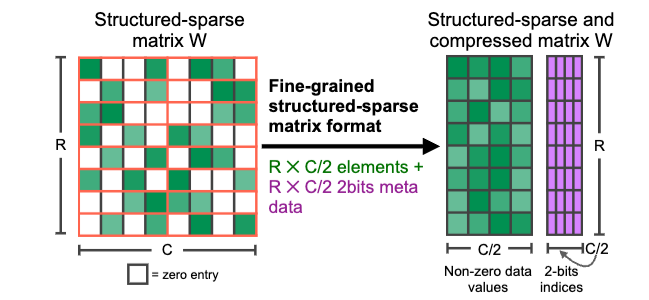 Structured-sparse
matrix W
Structured-sparse and
compressed matrix W
Fine-grained
structured-sparse
matrix format
R × C/2 elements +
R × C/2 2bits meta
data
R
R
C
C/2
C/2
= zero entry
Non-zero data
values
2-bits
indices